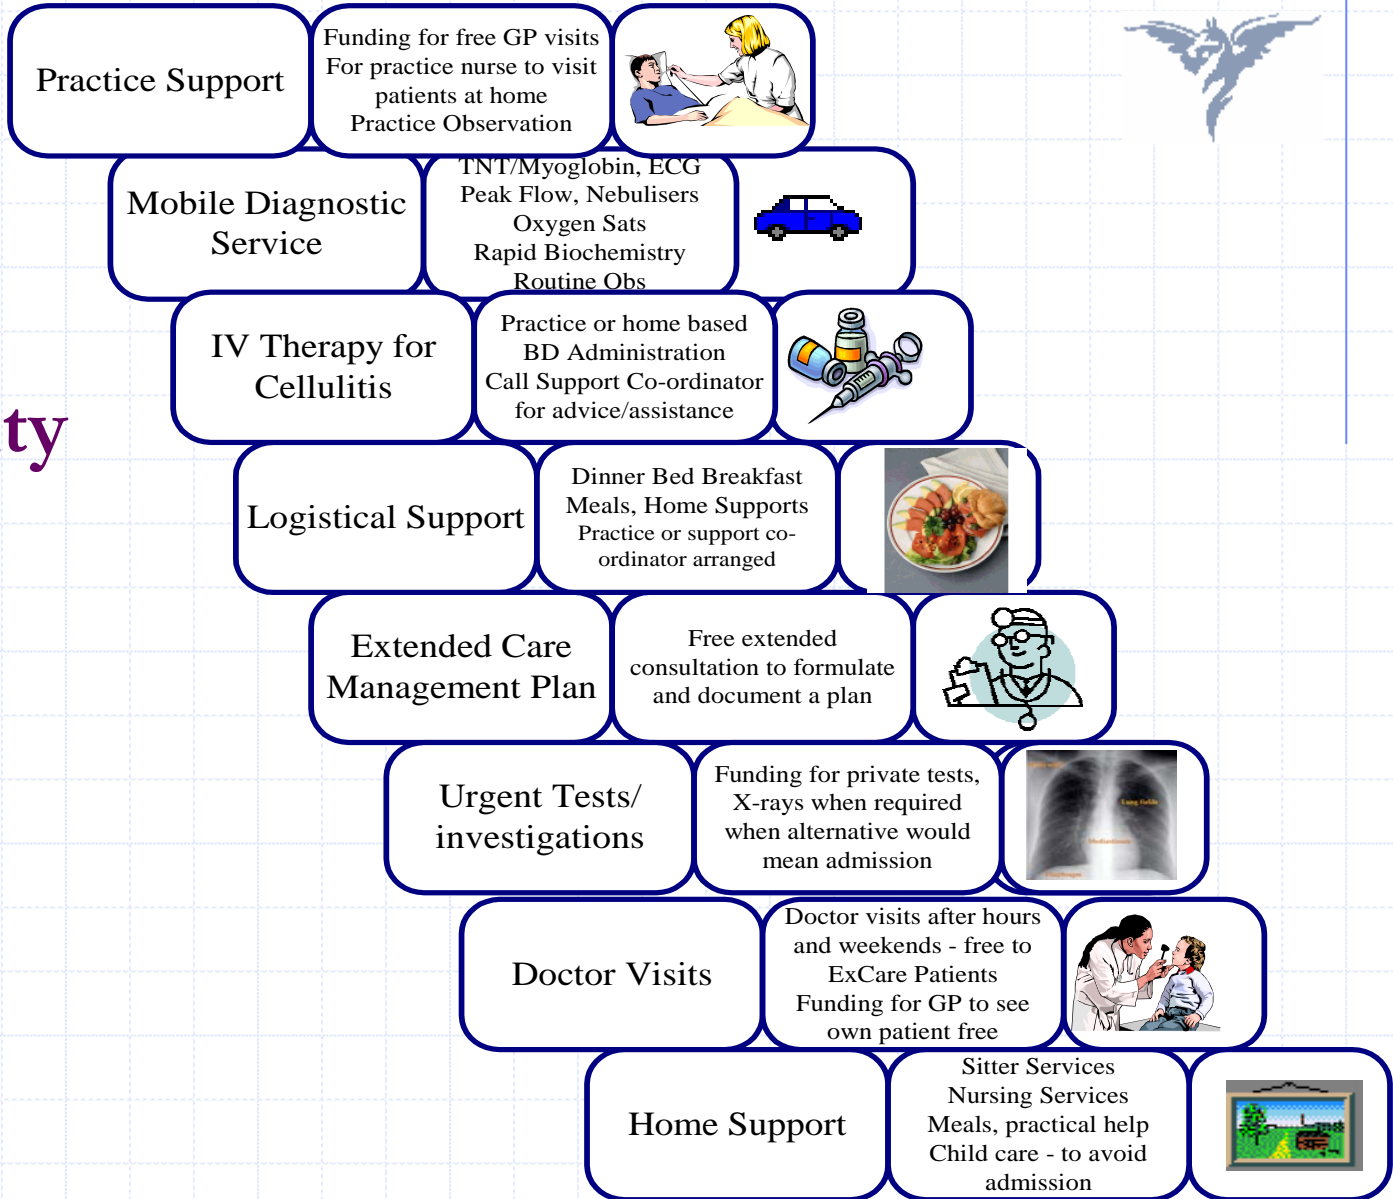 Practice Support
Funding for free GP visits
For practice nurse to visit
patients at home
Practice Observation
Mobile Diagnostic
Service
TNT/Myoglobin, ECG
Peak Flow, Nebulisers
Oxygen Sats
Rapid Biochemistry
Routine Obs
IV Therapy for
Cellulitis
Practice or home based
BD Administration
Call Support Co-ordinator
for advice/assistance
ty
Logistical Support
Dinner Bed Breakfast
Meals, Home Supports
Practice or support co-
ordinator arranged
Extended Care
Management Plan
Free extended
consultation to formulate
and document a plan
Urgent Tests/
investigations
Funding for private tests,
X-rays when required
when alternative would
mean admission
Lung fields
Mediastinum
Doctor Visits
Doctor visits after hours
and weekends - free to
ExCare Patients
Funding for GP to see
own patient free
Home Support
Sitter Services
Nursing Services
Meals, practical help
Child care - to avoid
admission